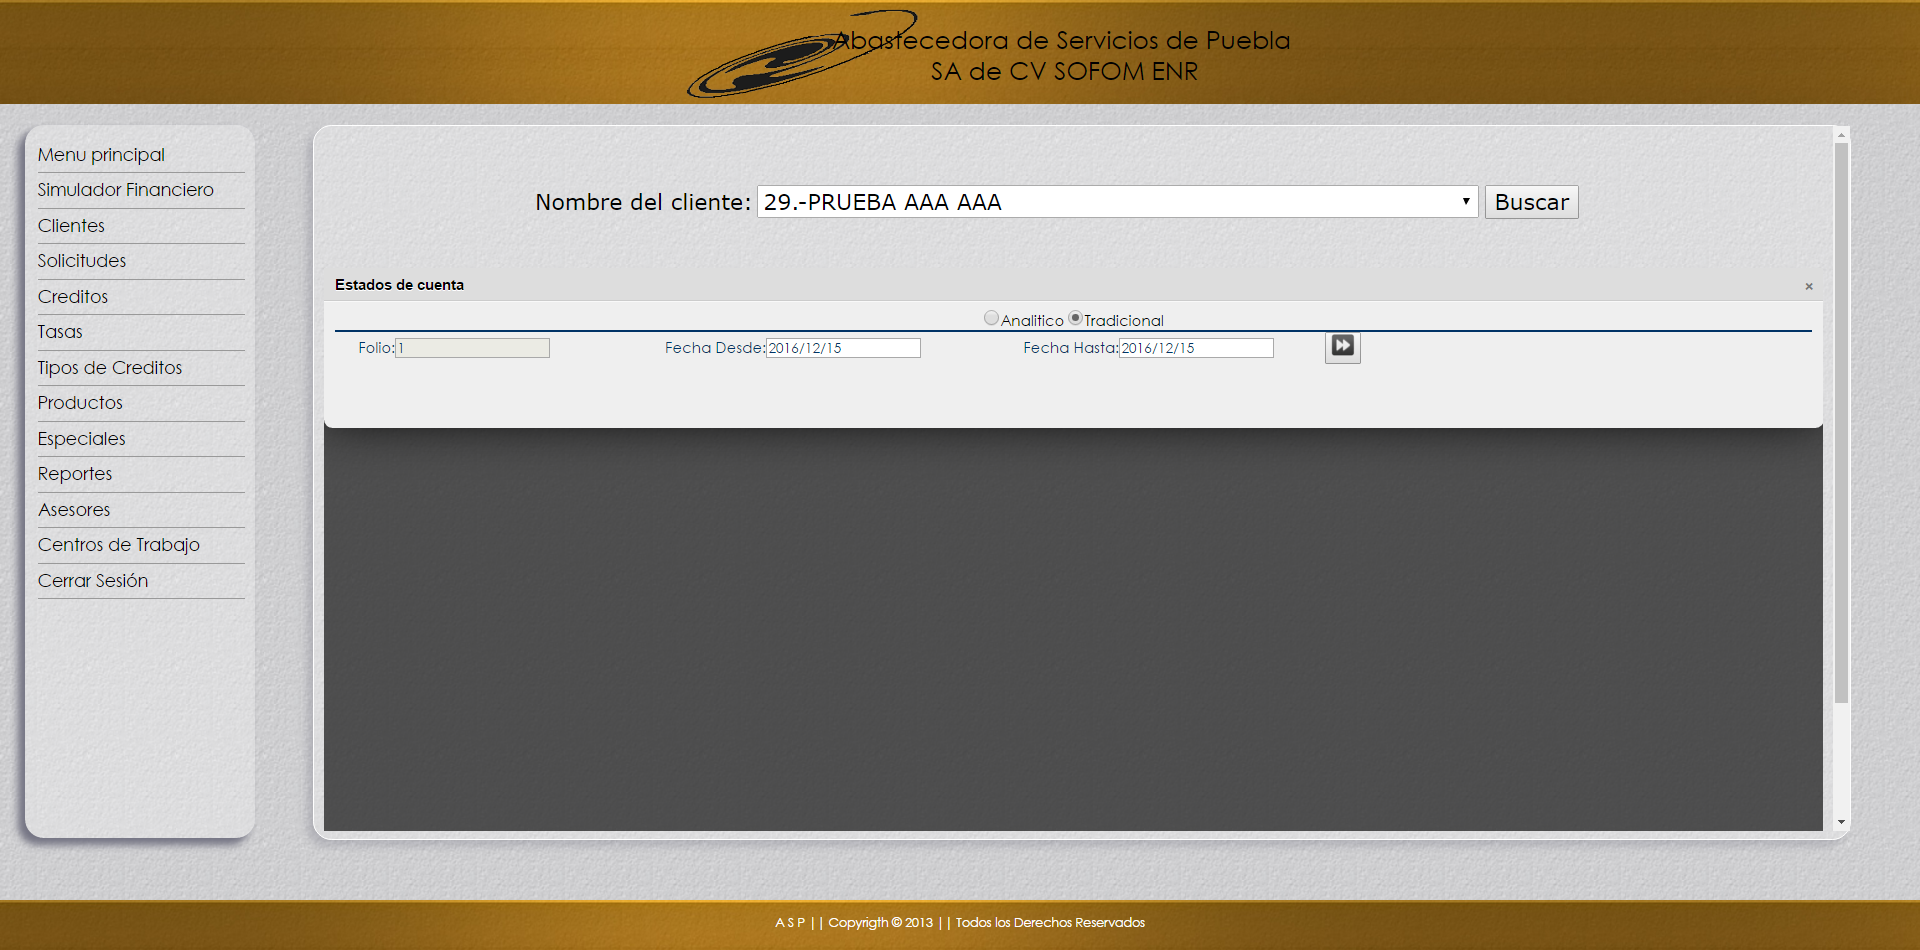 Abastecedora de Servicios de Puebla
SA de CV SOFOM ENR
Menu principal
Simulador Financiero
Clientes
Solicitudes
Creditos
Tasas
Tipos de Creditos
Productos
Especiales
Reportes
Asesores
Centros de Trabajo
Cerrar Sesión
Nombre del cliente: 29.-PRUEBA AAA AAA Buscar
Estados de cuenta ×
Analitico Tradicional
Folio: 1 Fecha Desde: 2016/12/15 Fecha Hasta: 2016/12/15
A S P || Copyrigth © 2013 || Todos los Derechos Reservados